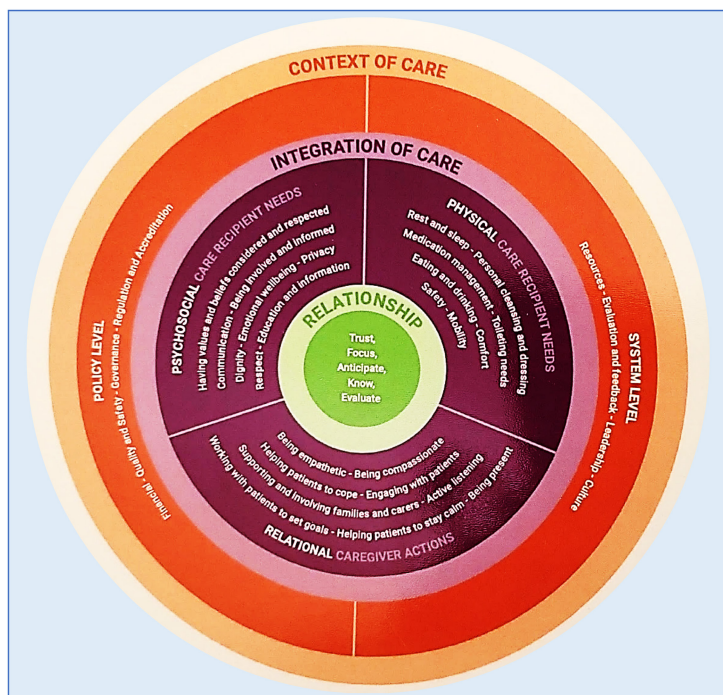 CONTEXT OF CARE
INTEGRATION OF CARE
PSYCHOSOCIAL CARE RECIPIENT NEEDS
Having values and beliefs considered and respected
Communication - Being Involved and informed
Dignity - Emotional wellbeing - Privacy
Respect - Education and information
PHYSICAL CARE RECIPIENT NEEDS
Rest and sleep - Personal cleansing and dressing
Medication management - Toileting needs
Eating and drinking - Comfort
Safety - Mobility
RELATIONSHIP
Trust,
Focus,
Anticipate,
Know,
Evaluate
Being empathetic - Being compassionate
Helping patients to cope - Engaging with patients
Supporting and involving families and carers - Active listening
Working with patients to set goals - Helping patients to stay calm - Being present
RELATIONAL CAREGIVER ACTIONS
POLICY LEVEL
Financial - Quality and Safety - Governance - Regulation and Accreditation
SYSTEM LEVEL
Resources - Evaluation and feedback - Leadership - Culture